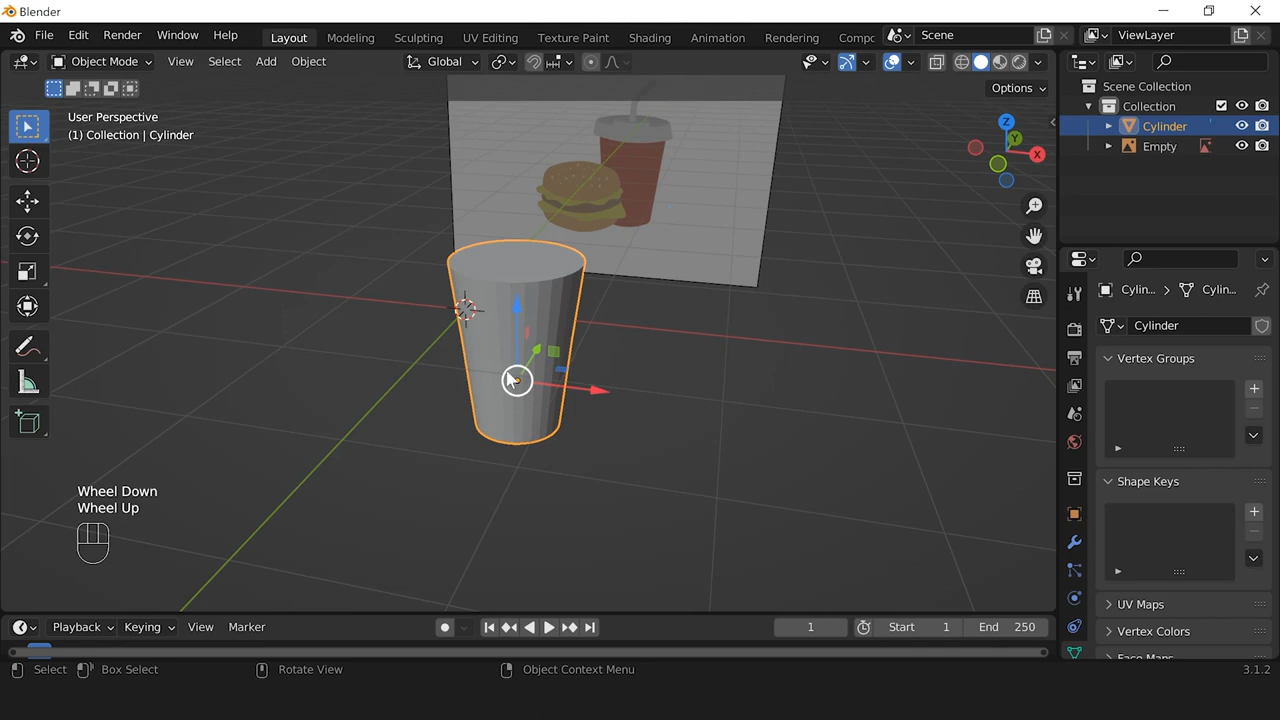 Blender
File Edit Render Window Help Layout Modeling Sculpting UV Editing Texture Paint Shading Animation Rendering Compc Scene ViewLayer
Object Mode View Select Add Object Global
Options
User Perspective
(1) Collection | Cylinder
Z
Y
X
Scene Collection
Collection
Cylinder
Empty
Cylin... > Cylin...
Cylinder
Vertex Groups
Shape Keys
UV Maps
Vertex Colors
Face Maps
Wheel Down
Wheel Up
Playback Keying View Marker 1 Start 1 End 250
Select Box Select Rotate View Object Context Menu 3.1.2